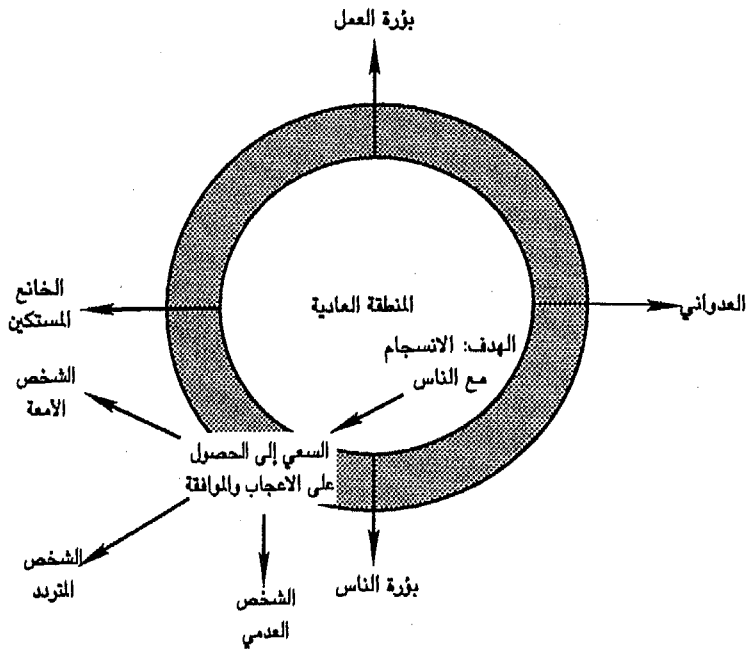 بؤرة العمل
العدواني
المنطقة العادية
الخانع
المستكين
الهدف: الانسجام
مع الناس
الشخص
الأمعة
السعي إلى الحصول
على الاعجاب والموافقة
الشخص
المتردد
الشخص
العدمي
بؤرة الناس